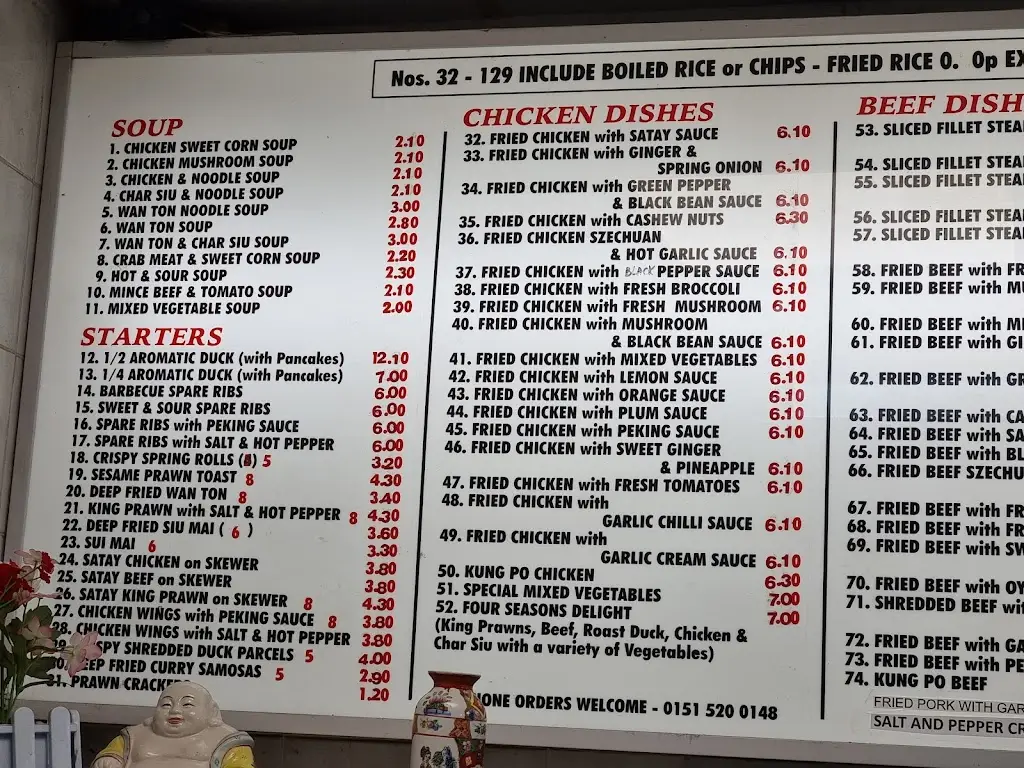 Nos. 32 - 129 INCLUDE BOILED RICE or CHIPS - FRIED RICE 0. 0p EX
SOUP
1. CHICKEN SWEET CORN SOUP 2.10
2. CHICKEN MUSHROOM SOUP 2.10
3. CHICKEN & NOODLE SOUP 2.10
4. CHAR SIU & NOODLE SOUP 2.10
5. WAN TON NOODLE SOUP 3.00
6. WAN TON SOUP 2.80
7. WAN TON & CHAR SIU SOUP 3.00
8. CRAB MEAT & SWEET CORN SOUP 2.20
9. HOT & SOUR SOUP 2.30
10. MINCE BEEF & TOMATO SOUP 2.10
11. MIXED VEGETABLE SOUP 2.00
STARTERS
12. 1/2 AROMATIC DUCK (with Pancakes) 12.10
13. 1/4 AROMATIC DUCK (with Pancakes) 7.00
14. BARBECUE SPARE RIBS 6.00
15. SWEET & SOUR SPARE RIBS 6.00
16. SPARE RIBS with PEKING SAUCE 6.00
17. SPARE RIBS with SALT & HOT PEPPER 6.00
18. CRISPY SPRING ROLLS ( ) 5 3.20
19. SESAME PRAWN TOAST 8 4.30
20. DEEP FRIED WAN TON 8 3.40
21. KING PRAWN with SALT & HOT PEPPER 8 4.30
22. DEEP FRIED SIU MAI ( 6 ) 3.60
23. SUI MAI 6 3.30
24. SATAY CHICKEN on SKEWER 3.80
25. SATAY BEEF on SKEWER 3.80
26. SATAY KING PRAWN on SKEWER 8 4.30
27. CHICKEN WINGS with PEKING SAUCE 8 3.80
28. CHICKEN WINGS with SALT & HOT PEPPER 3.80
SPY SHREDDED DUCK PARCELS 5 4.00
EEP FRIED CURRY SAMOSAS 5 2.90
31. PRAWN CRACKE 1.20
CHICKEN DISHES
32. FRIED CHICKEN with SATAY SAUCE 6.10
33. FRIED CHICKEN with GINGER &
SPRING ONION 6.10
34. FRIED CHICKEN with GREEN PEPPER
& BLACK BEAN SAUCE 6.10
35. FRIED CHICKEN with CASHEW NUTS 6.30
36. FRIED CHICKEN SZECHUAN
& HOT GARLIC SAUCE 6.10
37. FRIED CHICKEN with BLACK PEPPER SAUCE 6.10
38. FRIED CHICKEN with FRESH BROCCOLI 6.10
39. FRIED CHICKEN with FRESH MUSHROOM 6.10
40. FRIED CHICKEN with MUSHROOM
& BLACK BEAN SAUCE 6.10
41. FRIED CHICKEN with MIXED VEGETABLES 6.10
42. FRIED CHICKEN with LEMON SAUCE 6.10
43. FRIED CHICKEN with ORANGE SAUCE 6.10
44. FRIED CHICKEN with PLUM SAUCE 6.10
45. FRIED CHICKEN with PEKING SAUCE 6.10
46. FRIED CHICKEN with SWEET GINGER
& PINEAPPLE 6.10
47. FRIED CHICKEN with FRESH TOMATOES 6.10
48. FRIED CHICKEN with
GARLIC CHILLI SAUCE 6.10
49. FRIED CHICKEN with
GARLIC CREAM SAUCE 6.10
50. KUNG PO CHICKEN 6.30
51. SPECIAL MIXED VEGETABLES 7.00
52. FOUR SEASONS DELIGHT 7.00
(King Prawns, Beef, Roast Duck, Chicken &
Char Siu with a variety of Vegetables)
ONE ORDERS WELCOME - 0151 520 0148
BEEF DISH
53. SLICED FILLET STEA
54. SLICED FILLET STEA
55. SLICED FILLET STEA
56. SLICED FILLET STEA
57. SLICED FILLET STEA
58. FRIED BEEF with FR
59. FRIED BEEF with MU
60. FRIED BEEF with MI
61. FRIED BEEF with GI
62. FRIED BEEF with GR
63. FRIED BEEF with CA
64. FRIED BEEF with SA
65. FRIED BEEF with BL
66. FRIED BEEF SZECHU
67. FRIED BEEF with FR
68. FRIED BEEF with FR
69. FRIED BEEF with SW
70. FRIED BEEF with OY
71. SHREDDED BEEF wi
72. FRIED BEEF with GA
73. FRIED BEEF with PE
74. KUNG PO BEEF
FRIED PORK WITH GAR
SALT AND PEPPER CR